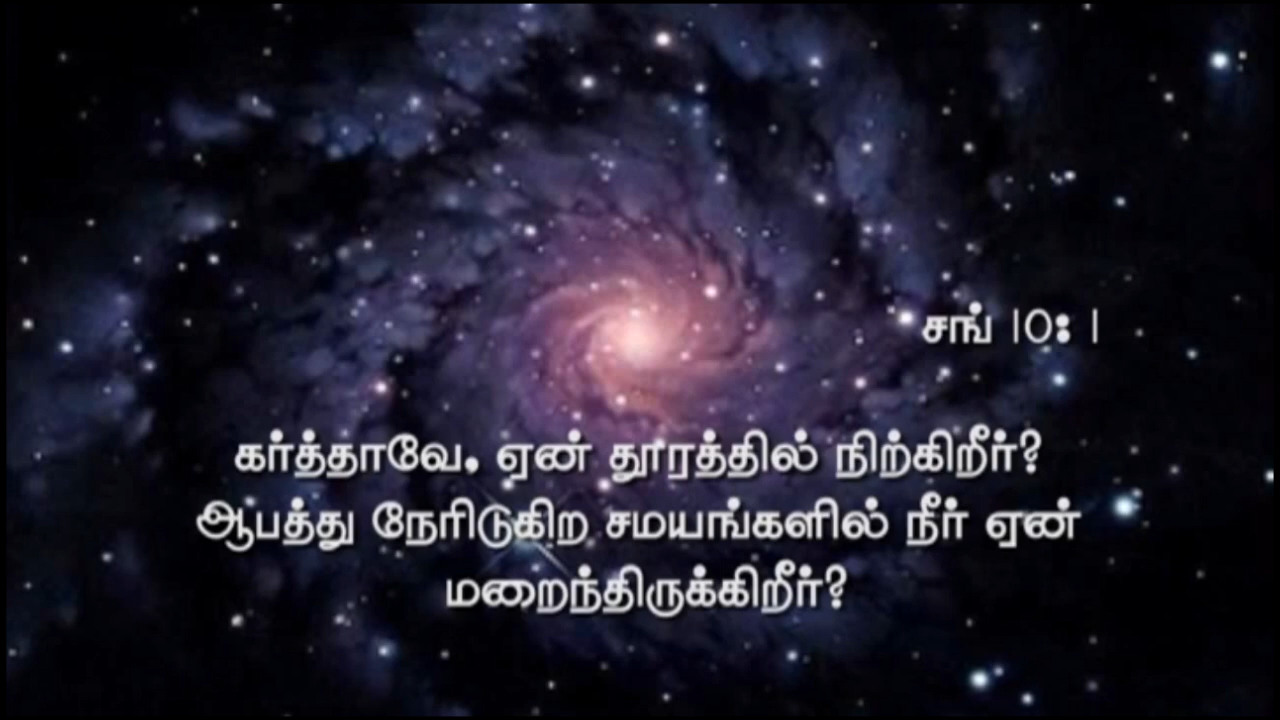 சங் 10: 1
கர்த்தாவே, ஏன் தூரத்தில் நிற்கிறீர்?
ஆபத்து நேரிடுகிற சமயங்களில் நீர் ஏன்
மறைந்திருக்கிறீர்?